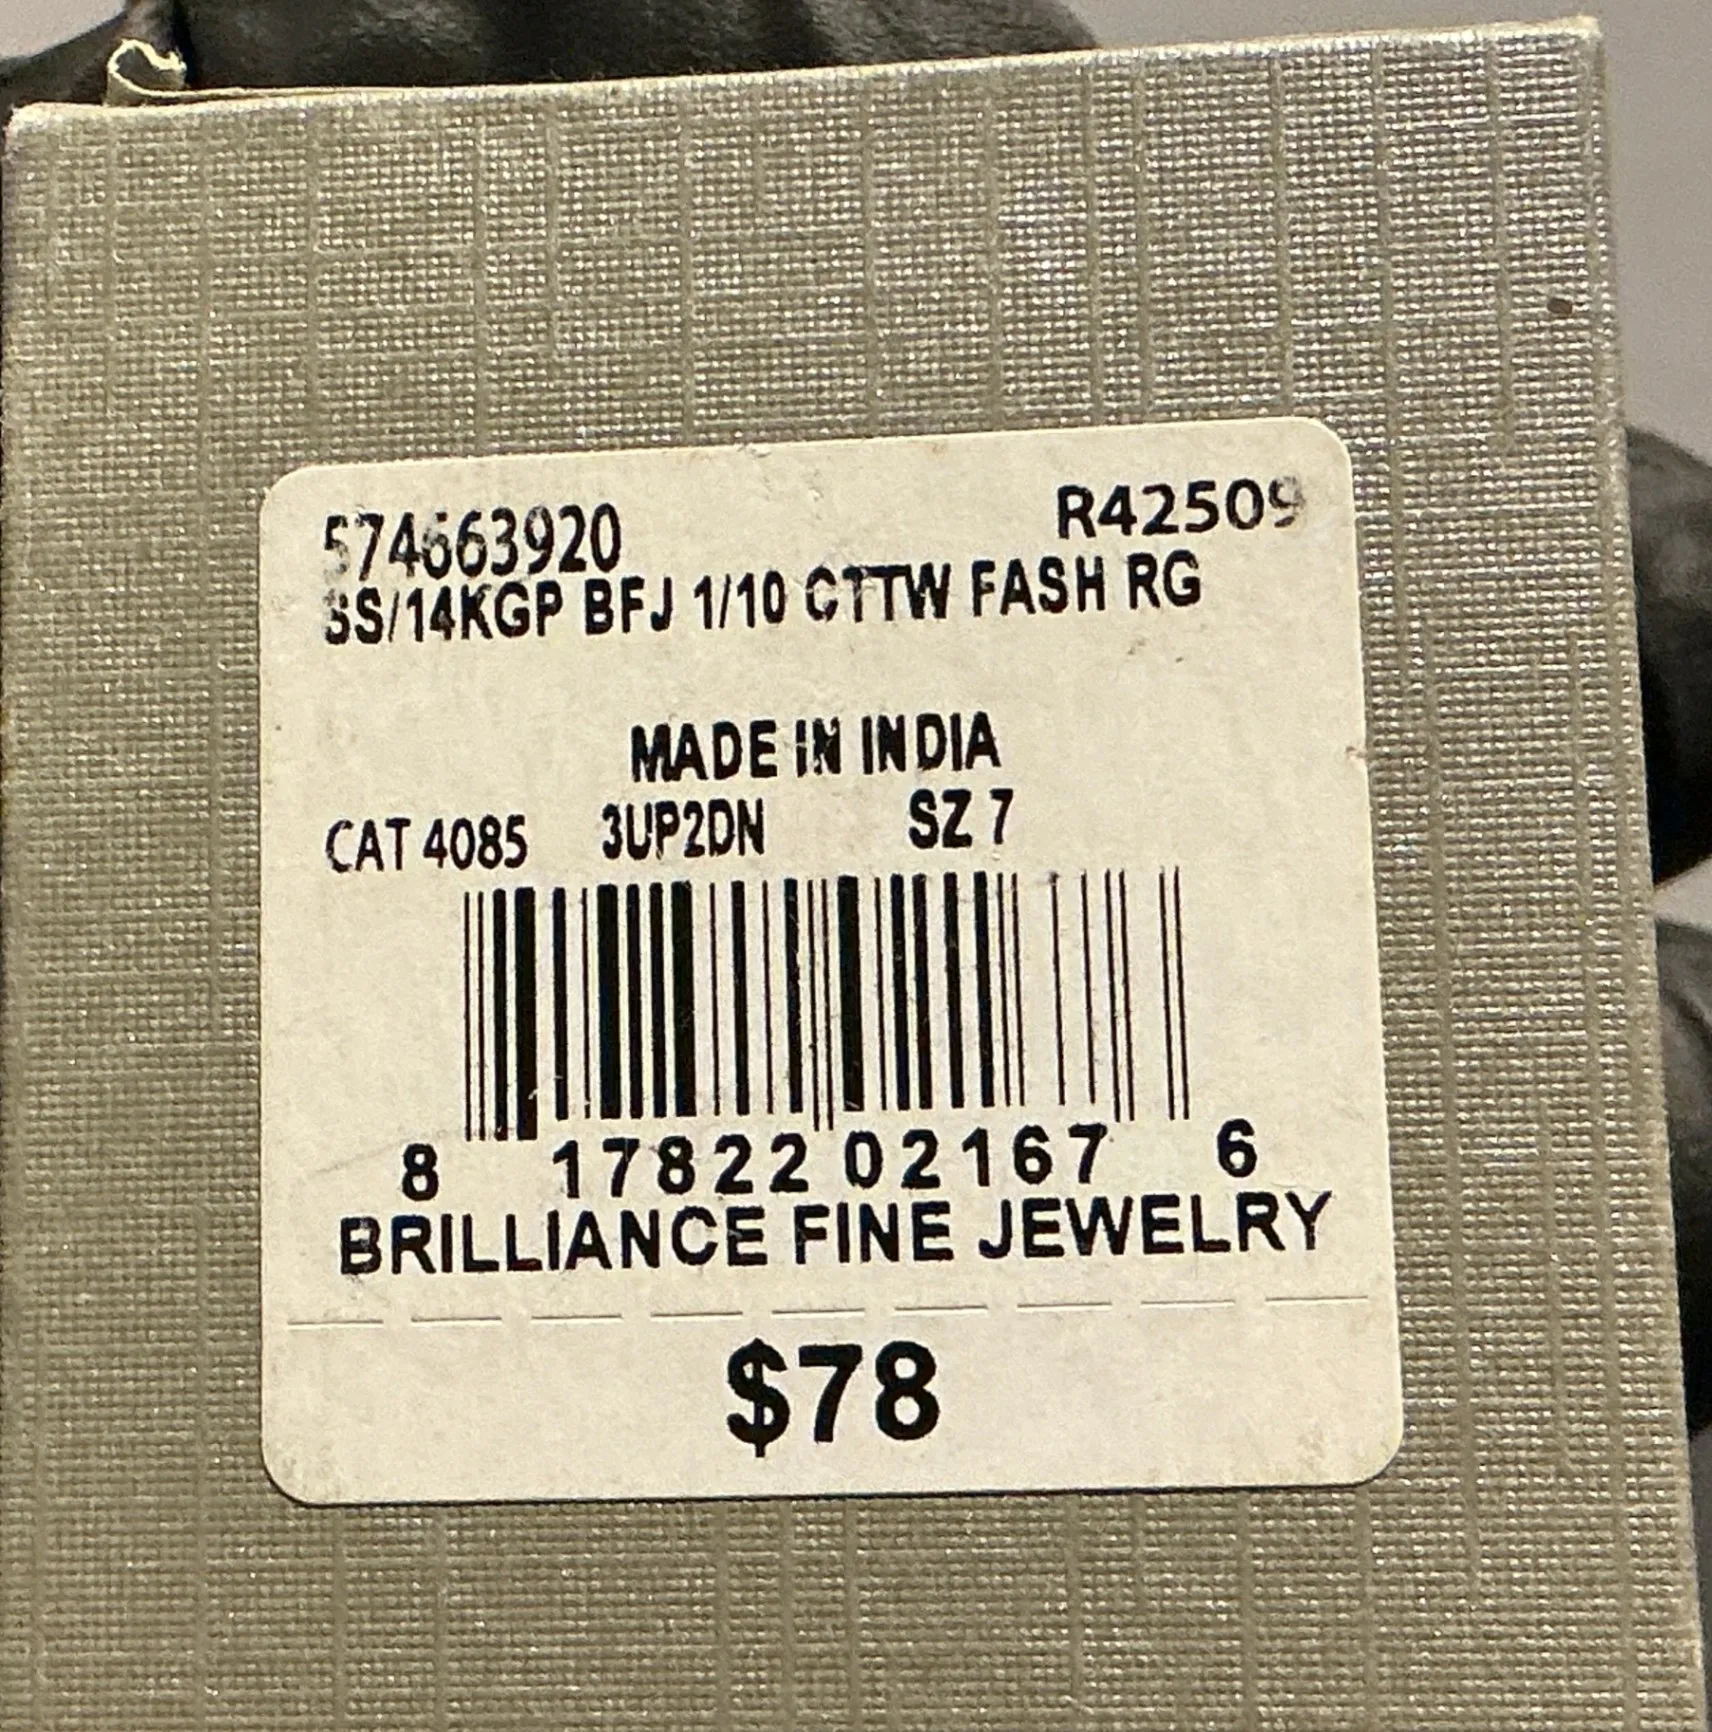 574663920 R42509
SS/14KGP BFJ 1/10 CTTW FASH RG
MADE IN INDIA
CAT 4085 3UP2DN SZ 7
8 17822 02167 6
BRILLIANCE FINE JEWELRY
$78